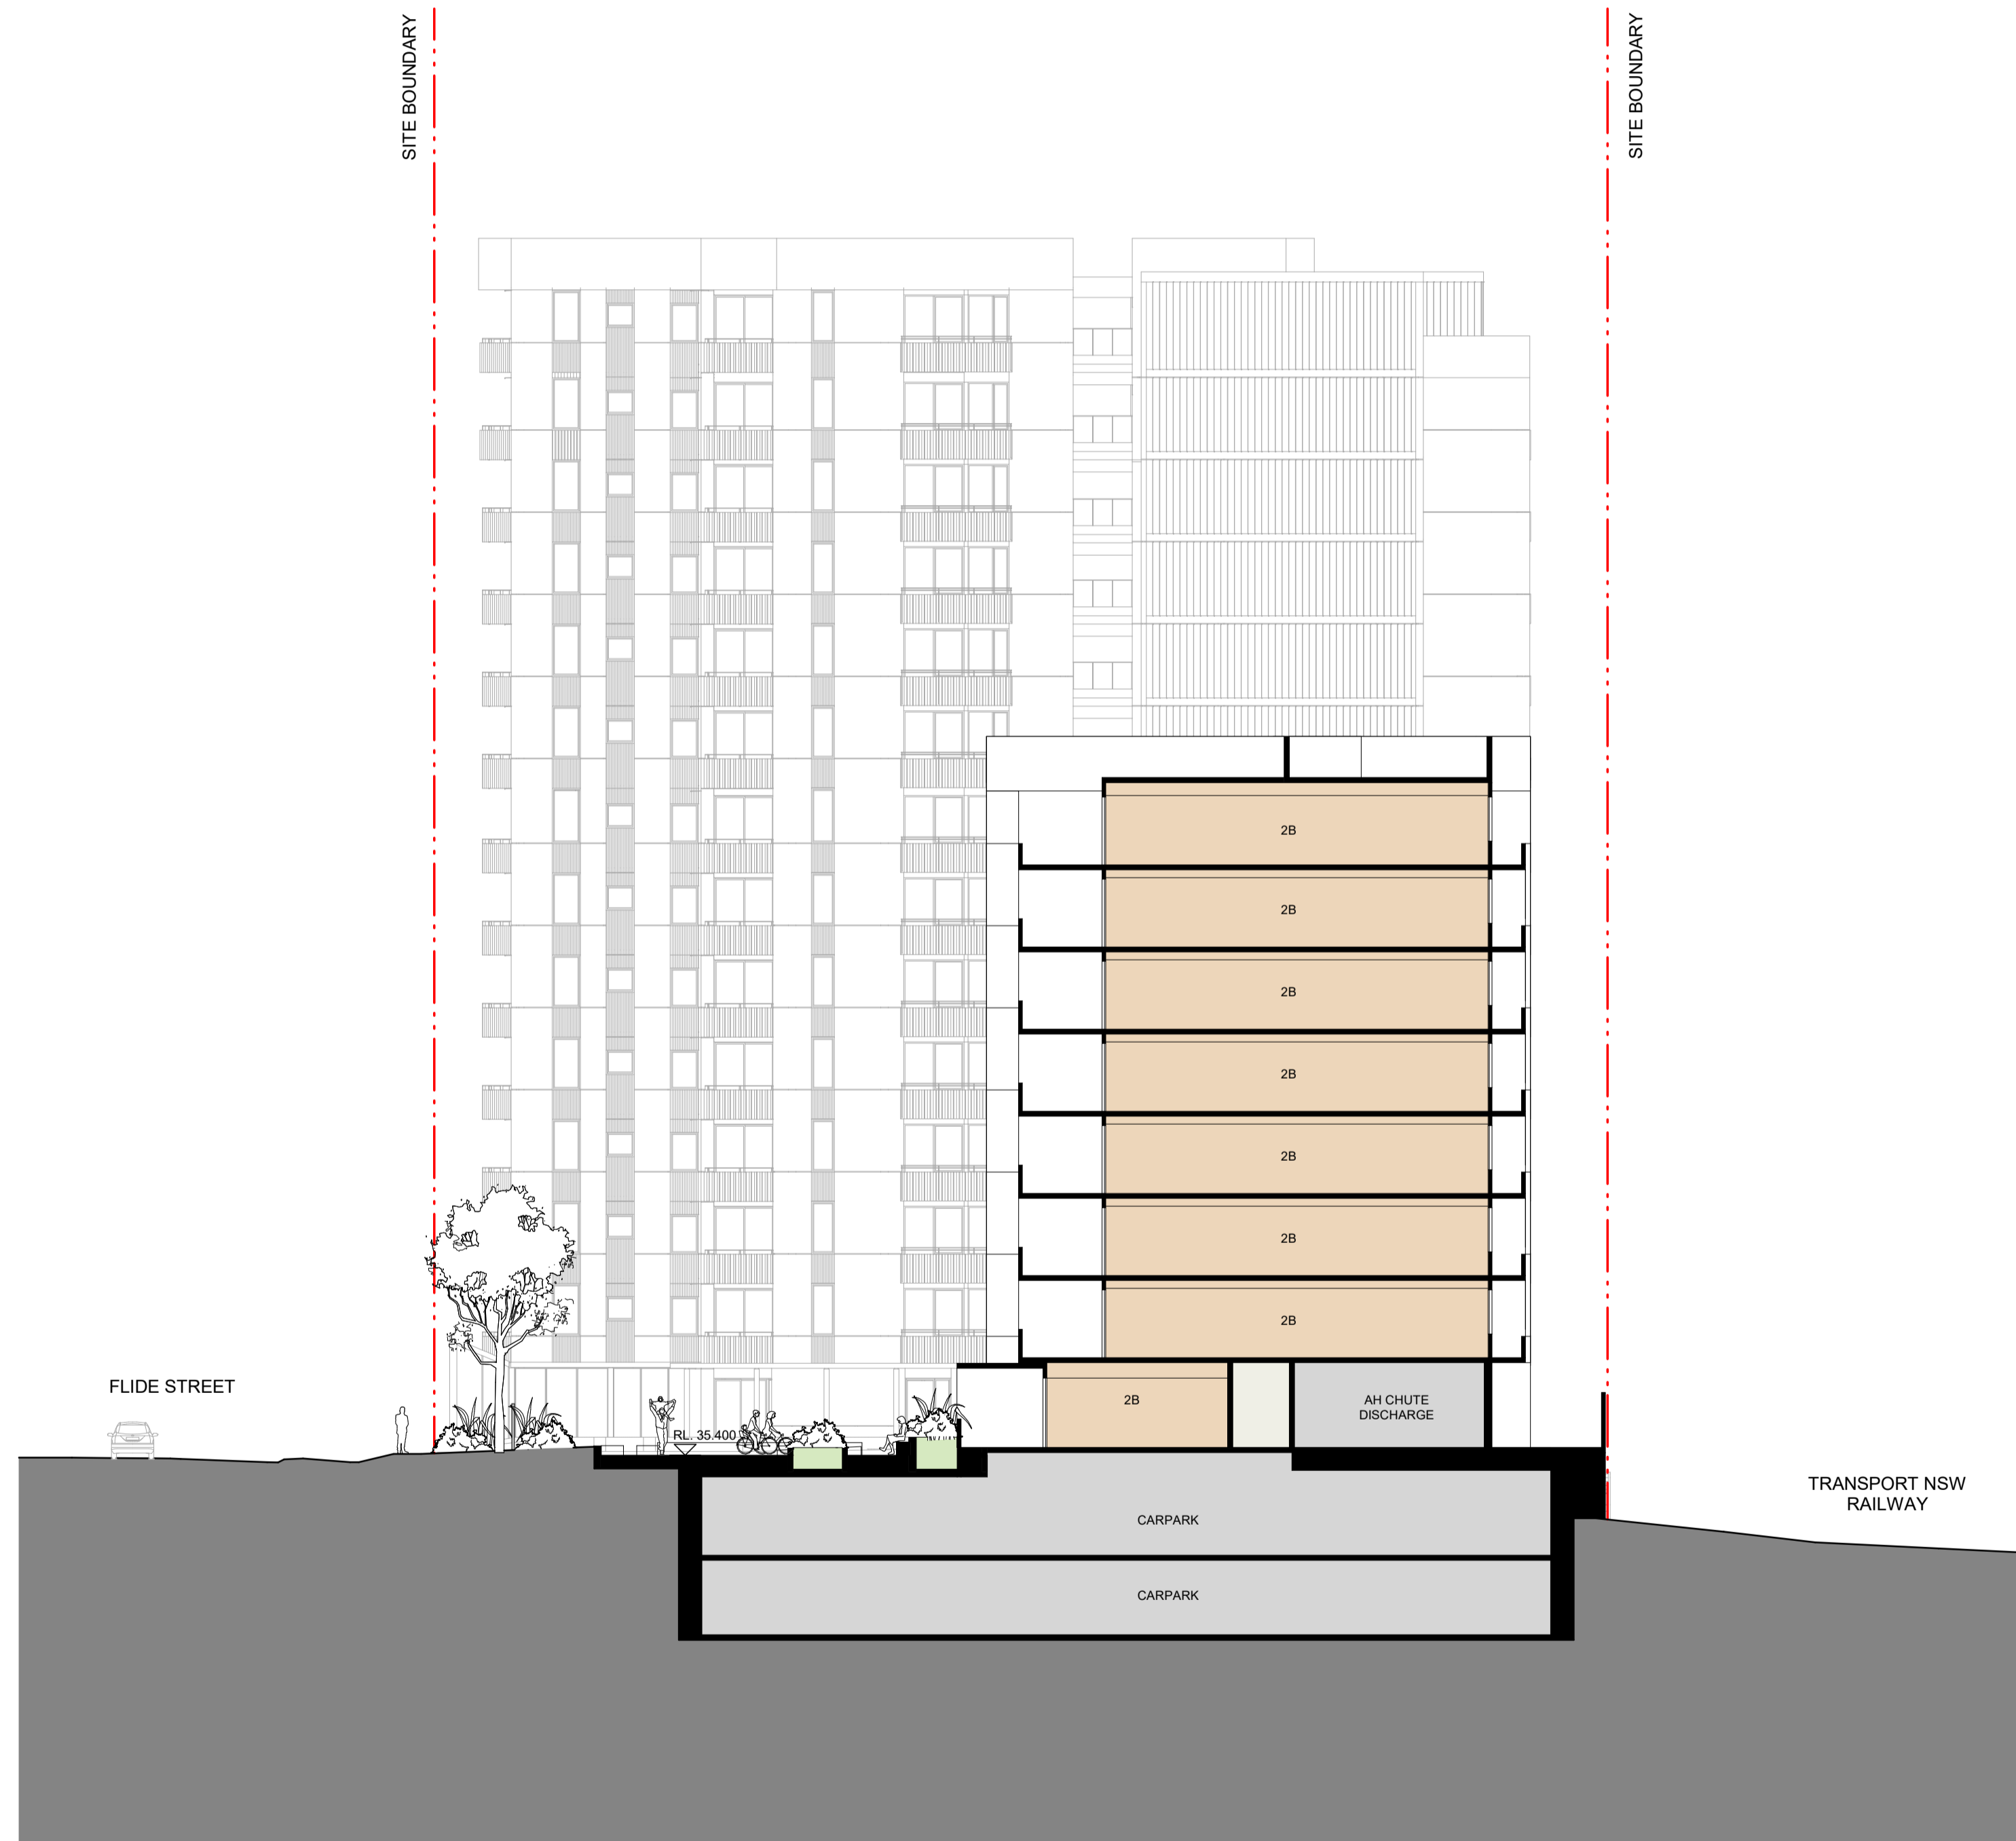 SITE BOUNDARY
SITE BOUNDARY
2B
2B
2B
2B
2B
2B
2B
FLIDE STREET
2B
AH CHUTE
DISCHARGE
RL. 35.400
TRANSPORT NSW
RAILWAY
CARPARK
CARPARK